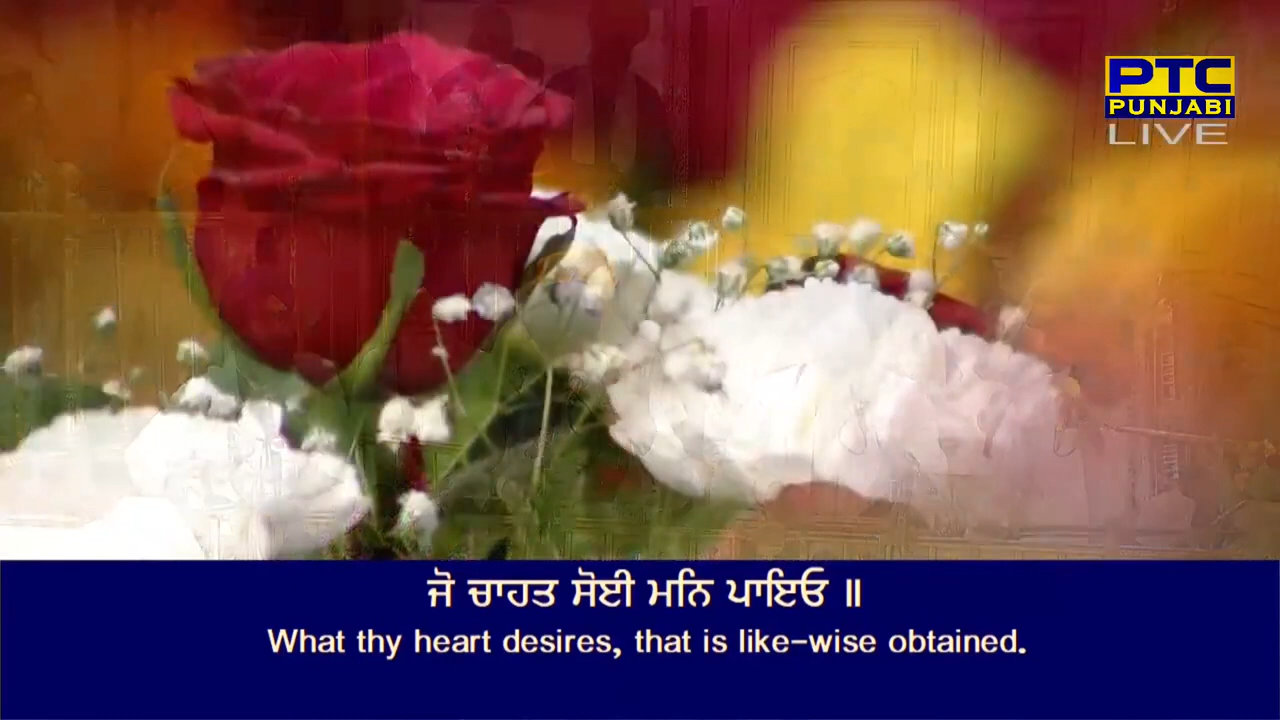 PTC
PUNJABI
LIVE
ਜੋ ਚਾਹਤ ਸੋਈ ਮਨਿ ਪਾਇਓ ॥
What thy heart desires, that is like-wise obtained.